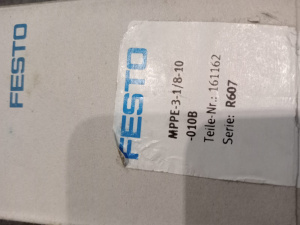 FESTO
FESTO
MPPE-3-1/8-10
-010B
Teile-Nr.: 161162
Serie: R607